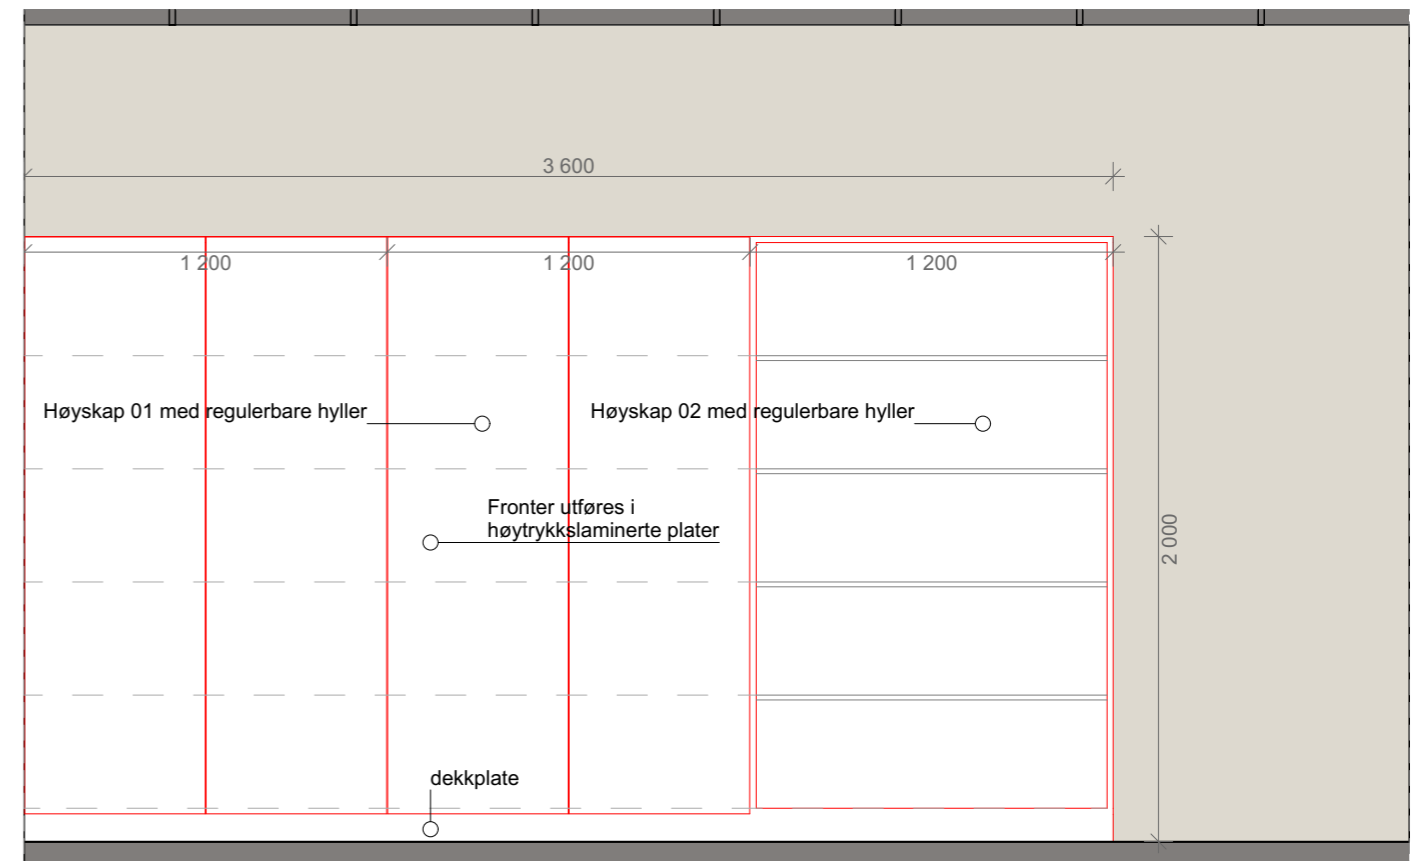 3 600
1 200
1 200
1 200
Høyskap 01 med regulerbare hyller
Høyskap 02 med regulerbare hyller
Fronter utføres i
høytrykkslaminerte plater
2 000
dekkplate